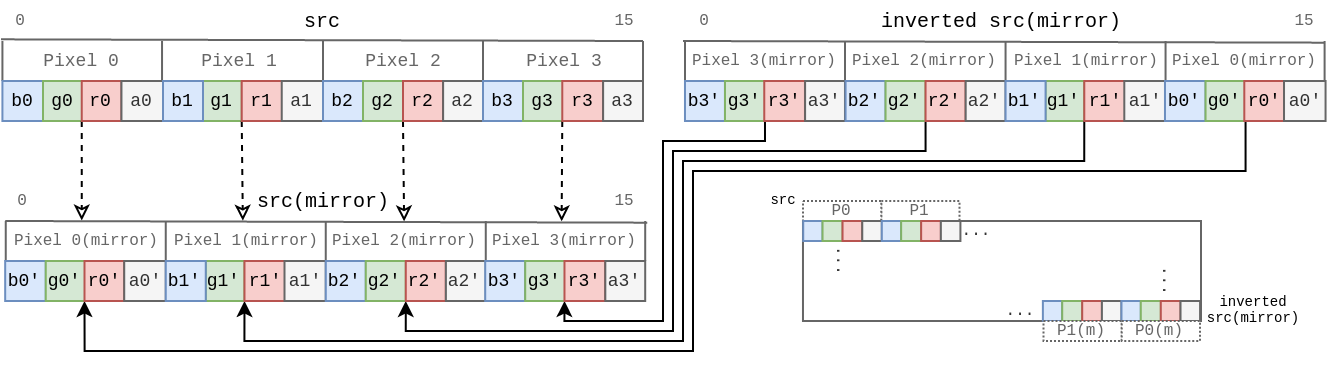 0 src 15
Pixel 0 Pixel 1 Pixel 2 Pixel 3
b0 g0 r0 a0 b1 g1 r1 a1 b2 g2 r2 a2 b3 g3 r3 a3
0 inverted src(mirror) 15
Pixel 3(mirror) Pixel 2(mirror) Pixel 1(mirror) Pixel 0(mirror)
b3' g3' r3' a3' b2' g2' r2' a2' b1' g1' r1' a1' b0' g0' r0' a0'
0 src(mirror) 15
Pixel 0(mirror) Pixel 1(mirror) Pixel 2(mirror) Pixel 3(mirror)
b0' g0' r0' a0' b1' g1' r1' a1' b2' g2' r2' a2' b3' g3' r3' a3'
src
P0 P1
...
...
...
...
inverted
src(mirror)
P1(m) P0(m)